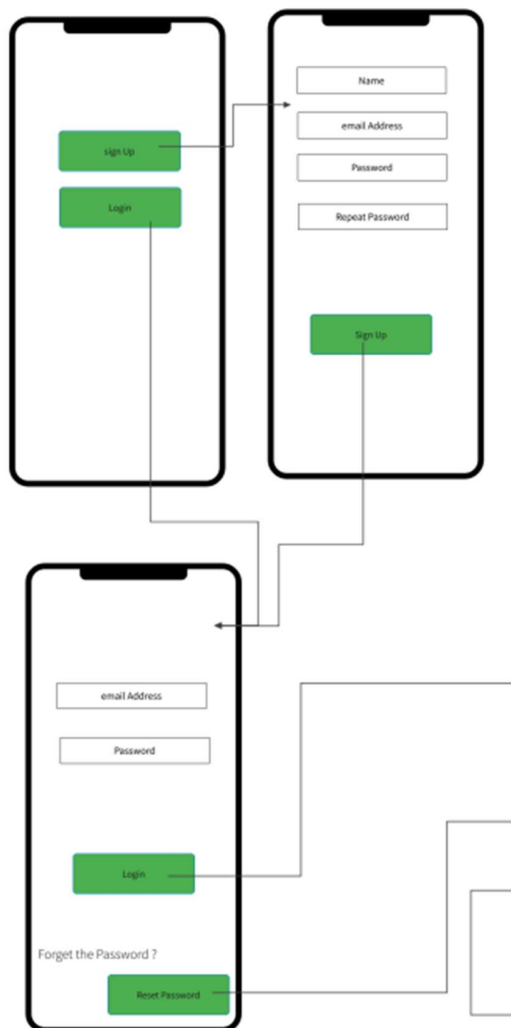 sign Up
Login
Name
email Address
Password
Repeat Password
Sign Up
email Address
Password
Login
Forget the Password ?
Reset Password